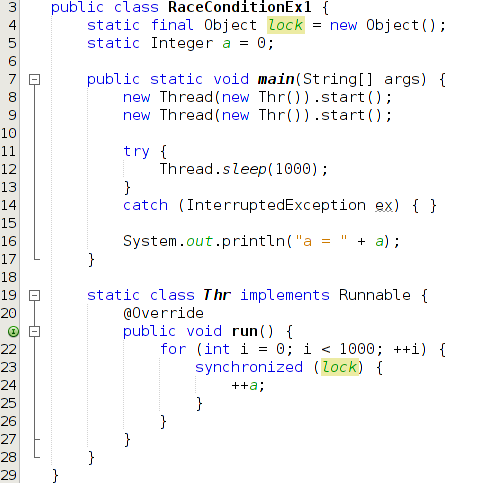 3 public class RaceConditionEx1 {
4     static final Object lock = new Object();
5     static Integer a = 0;
6
7     public static void main(String[] args) {
8         new Thread(new Thr()).start();
9         new Thread(new Thr()).start();
10
11         try {
12             Thread.sleep(1000);
13         }
14         catch (InterruptedException ex) { }
15
16         System.out.println("a = " + a);
17     }
18
19     static class Thr implements Runnable {
20         @Override
        public void run() {
22             for (int i = 0; i < 1000; ++i) {
23                 synchronized (lock) {
24                     ++a;
25                 }
26             }
27         }
28     }
29 }